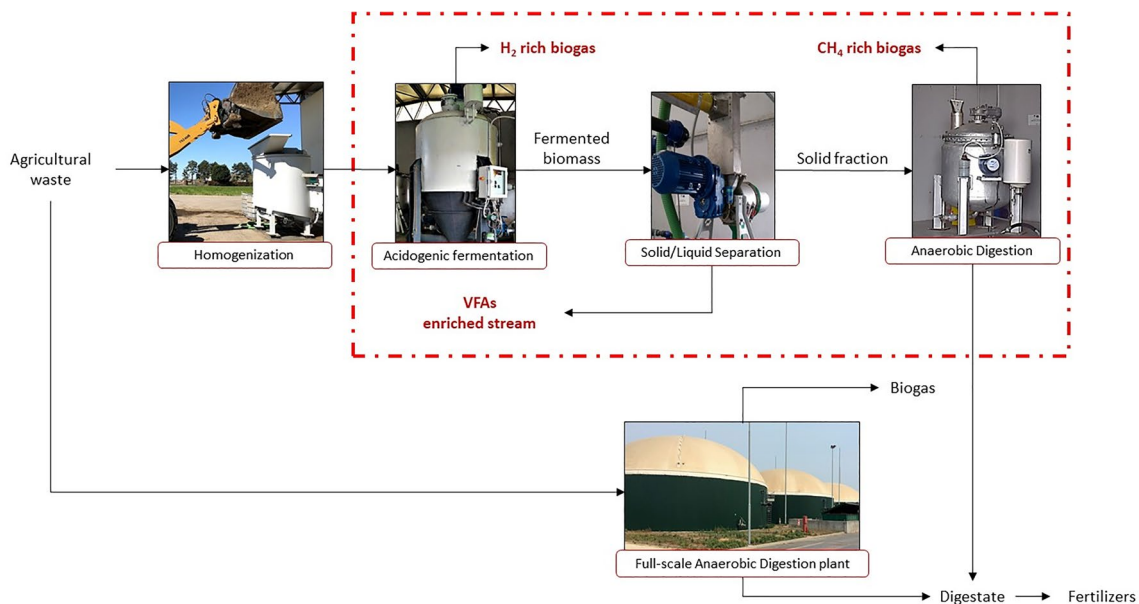 H₂ rich biogas
CH₄ rich biogas
Agricultural
waste
Fermented
biomass
Solid fraction
Homogenization
Acidogenic fermentation
Solid/Liquid Separation
Anaerobic Digestion
VFAs
enriched stream
Biogas
Full-scale Anaerobic Digestion plant
Digestate
Fertilizers